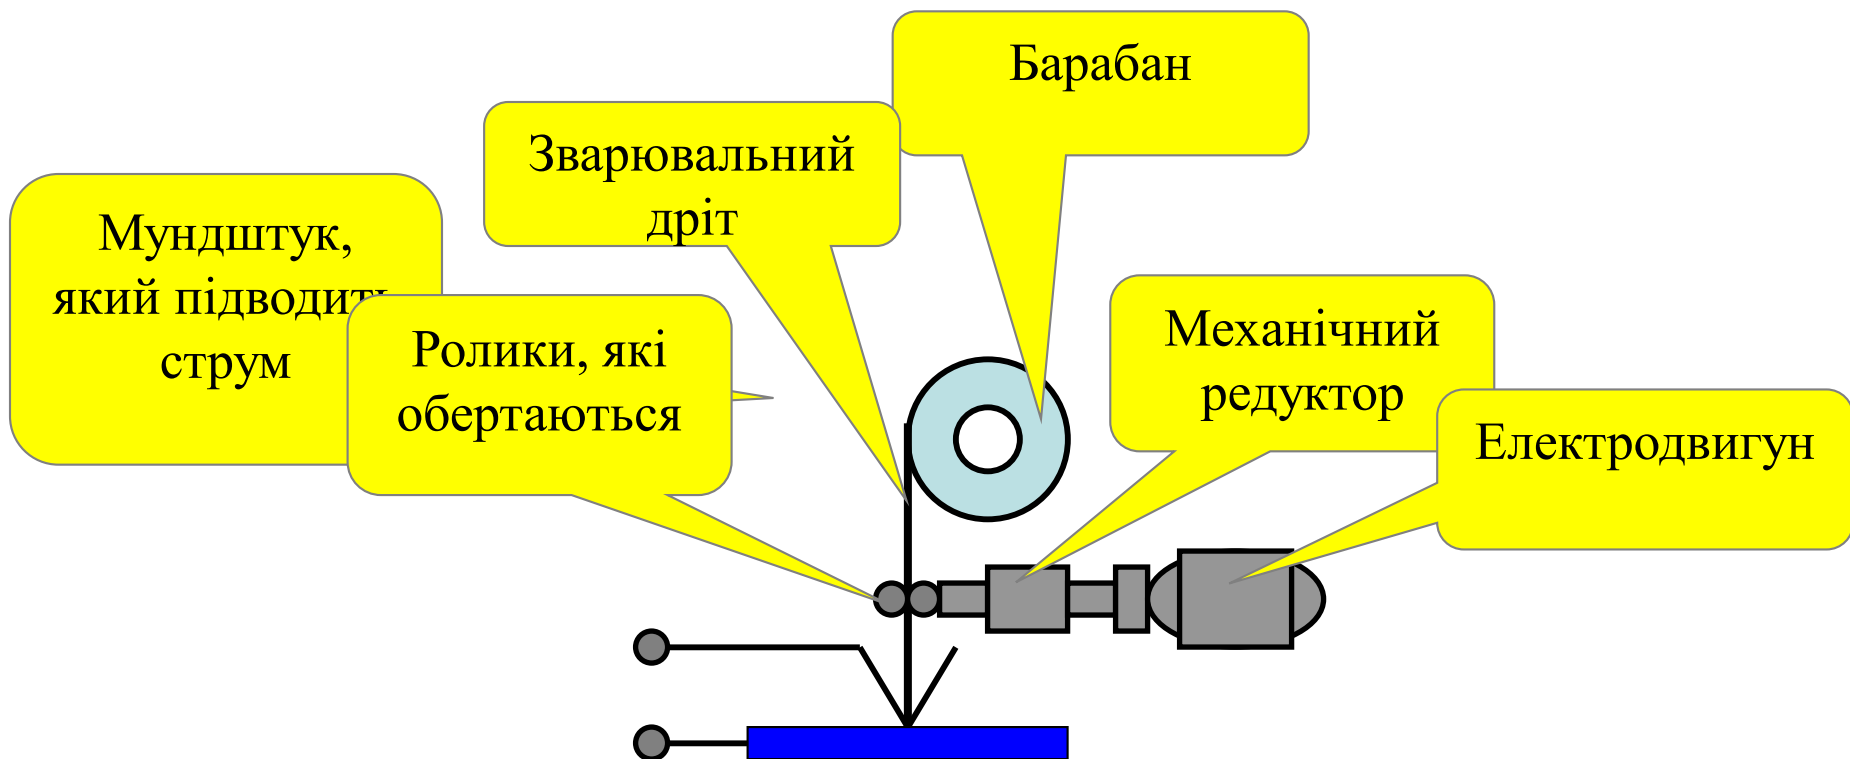 Барабан
Зварювальний
дріт
Мундштук,
який підводить
струм
Ролики, які
обертаються
Механічний
редуктор
Електродвигун